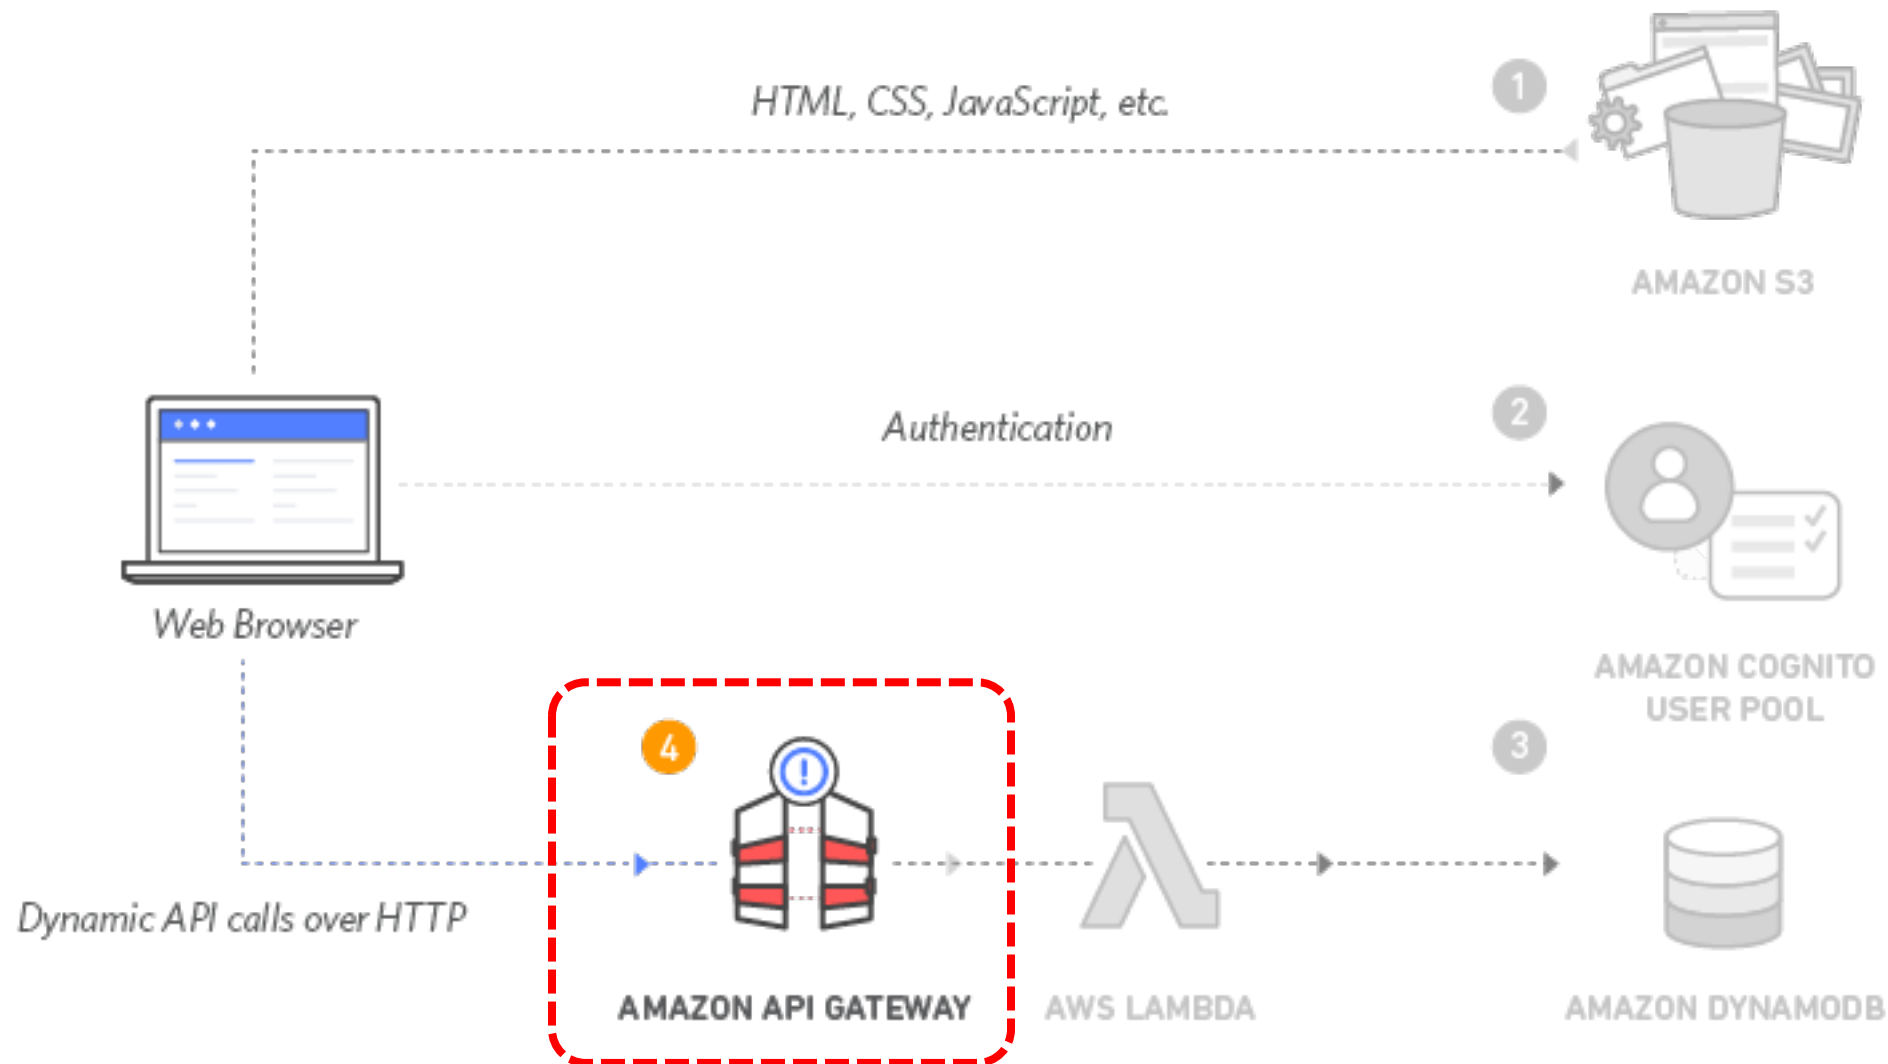 HTML, CSS, JavaScript, etc.
1
AMAZON S3
Authentication
2
Web Browser
AMAZON COGNITO
USER POOL
4
3
Dynamic API calls over HTTP
AMAZON API GATEWAY
AWS LAMBDA
AMAZON DYNAMODB